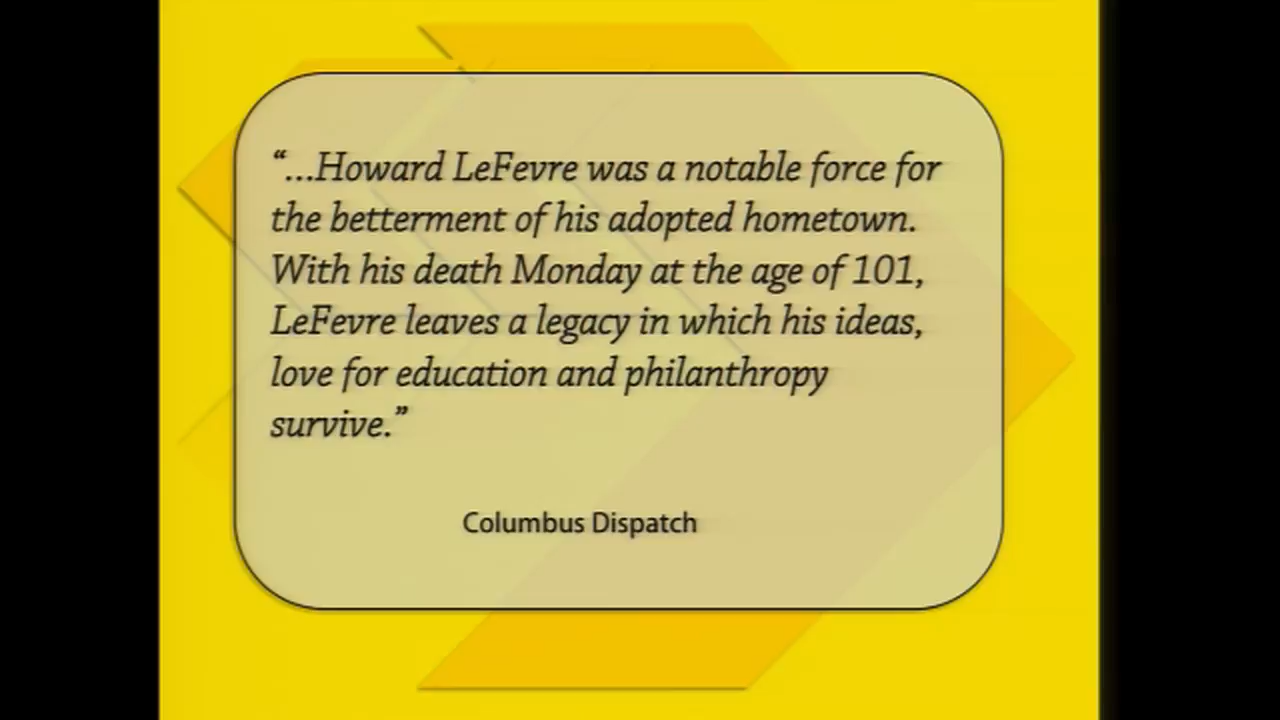 “...Howard LeFevre was a notable force for
the betterment of his adopted hometown.
With his death Monday at the age of 101,
LeFevre leaves a legacy in which his ideas,
love for education and philanthropy
survive.”
Columbus Dispatch